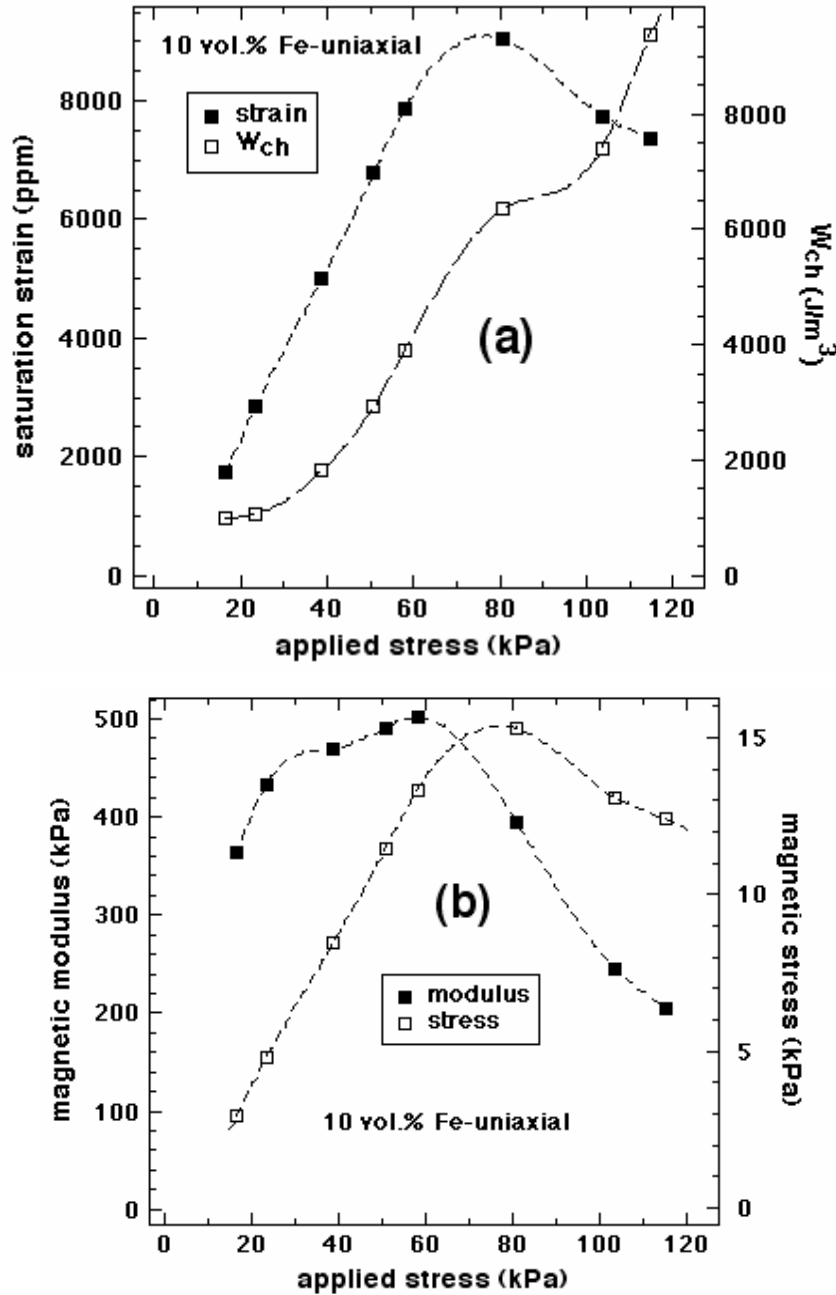 10 vol.% Fe-uniaxial
strain
Wch
(a)
saturation strain (ppm)
8000
6000
4000
2000
0
8000
6000
4000
2000
0
Wch (J/m3
0 20 40 60 80 100 120
applied stress (kPa)
500
400
300
200
100
0
magnetic modulus (kPa)
(b)
modulus
stress
10 vol.% Fe-uniaxial
15
10
5
0
magnetic stress (kPa)
0 20 40 60 80 100 120
applied stress (kPa)